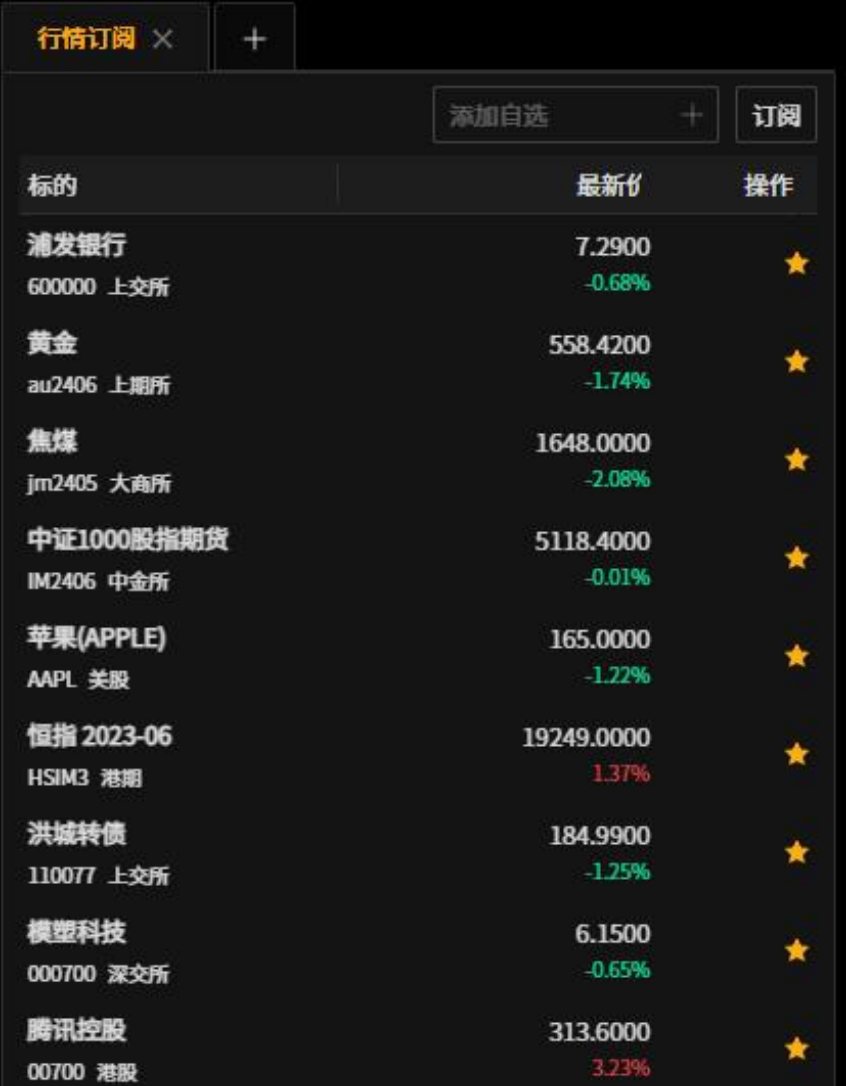 行情订阅
添加自选 订阅
标的 最新价 操作
浦发银行 7.2900
600000 上交所 -0.68%
黄金 558.4200
au2406 上期所 -1.74%
焦煤 1648.0000
jm2405 大商所 -2.08%
中证1000股指期货 5118.4000
IM2406 中金所 -0.01%
苹果(APPLE) 165.0000
AAPL 美股 -1.22%
恒指 2023-06 19249.0000
HSIM3 港期 1.37%
洪城转债 184.9900
110077 上交所 -1.25%
模塑科技 6.1500
000700 深交所 -0.65%
腾讯控股 313.6000
00700 港股 3.23%